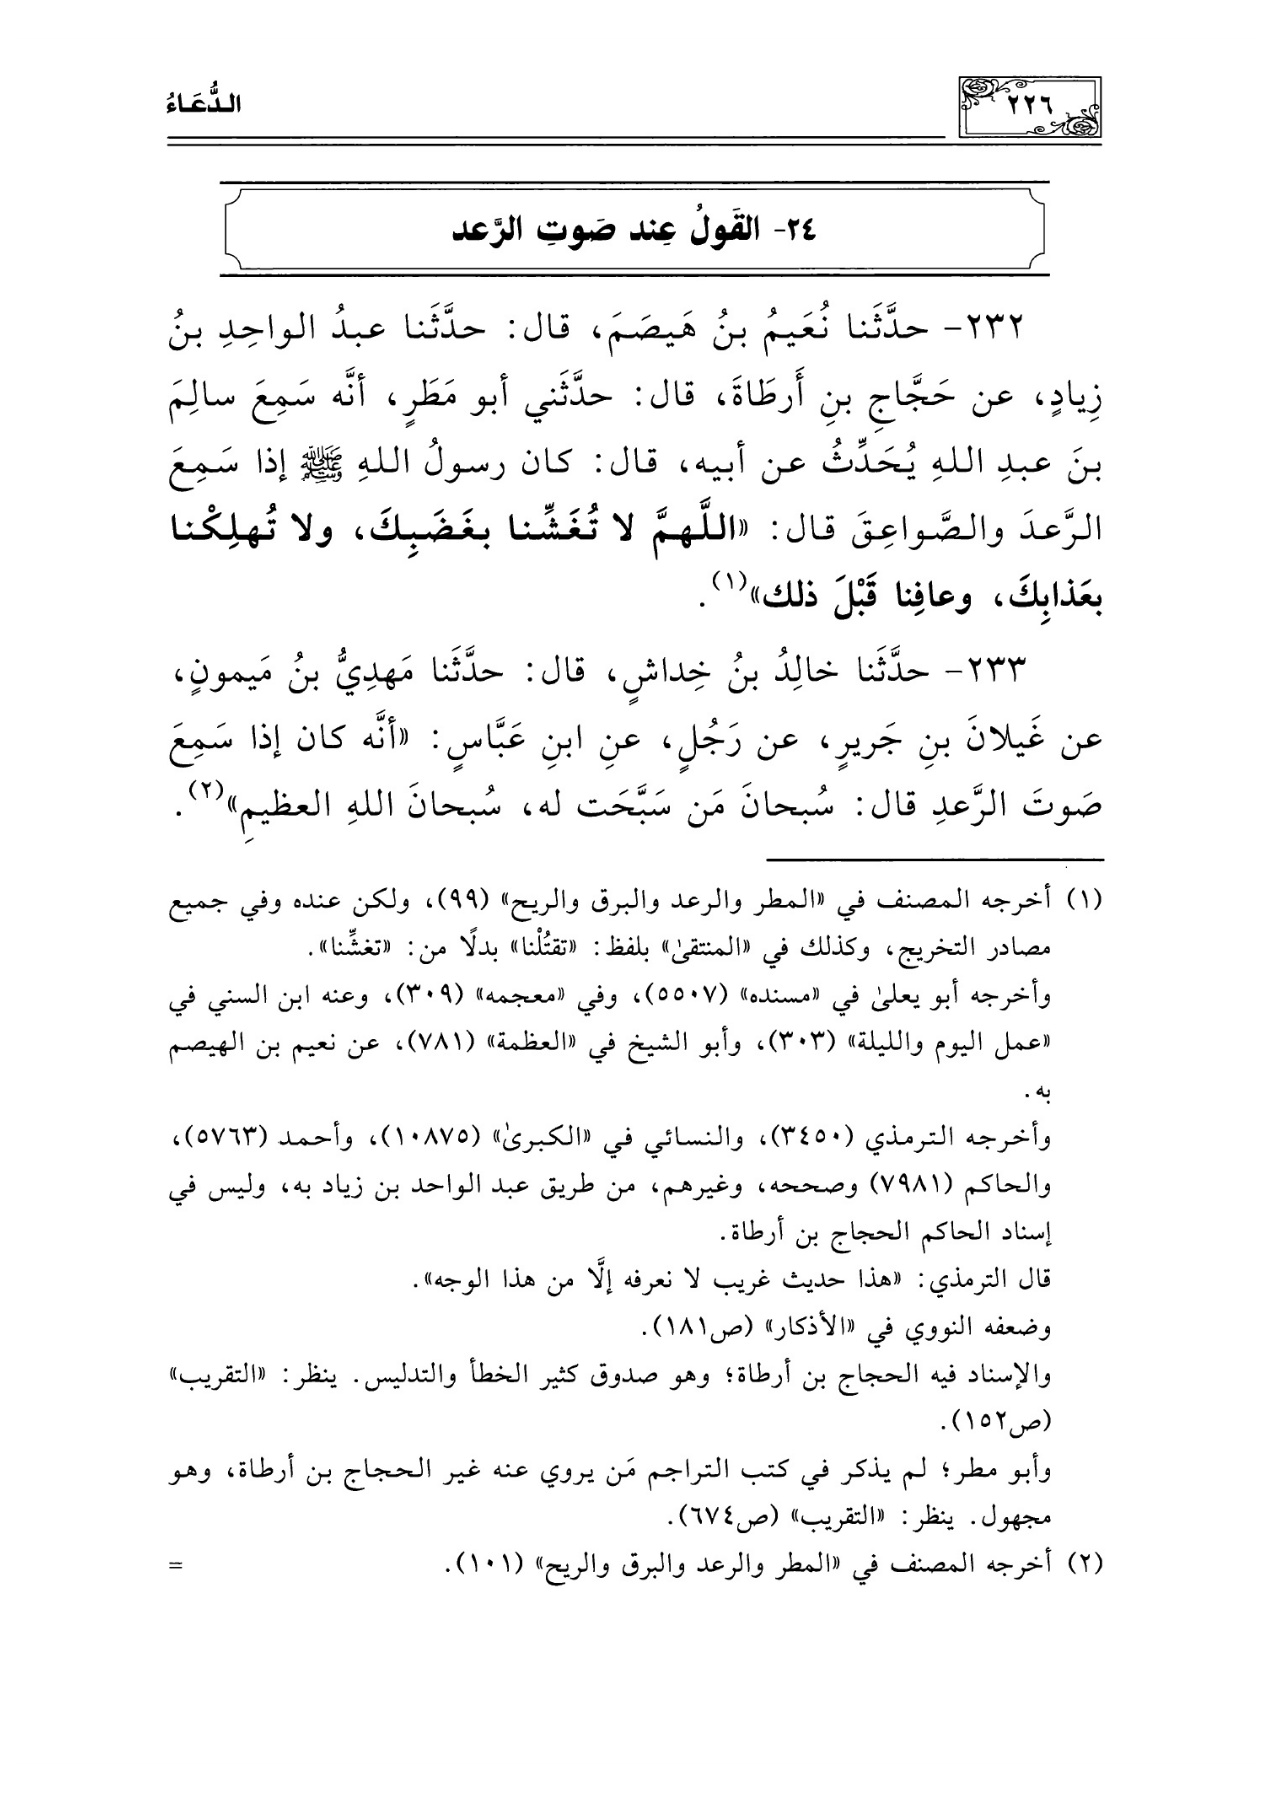 ٢٢٦
الدُّعَاءُ
٢٤- القَولُ عِند صَوتِ الرَّعد
٢٣٢- حدَّثَنا نُعَيمُ بنُ هَيصَمَ، قال: حدَّثَنا عبدُ الواحِدِ بنُ
زِيادٍ، عن حَجَّاجِ بنِ أَرطَاةَ، قال: حدَّثَني أبو مَطَرٍ، أنَّه سَمِعَ سالِمَ
بنَ عبدِ اللهِ يُحَدِّثُ عن أبيه، قال: كان رسولُ اللهِ ﷺ إذا سَمِعَ
الرَّعدَ والصَّواعِقَ قال: «اللَّهمَّ لا تُغَشِّنا بغَضَبِكَ، ولا تُهلِكْنا
بعَذابِكَ، وعافِنا قَبْلَ ذلك»(١).
٢٣٣- حدَّثَنا خالِدُ بنُ خِداشٍ، قال: حدَّثَنا مَهدِيُّ بنُ مَيمونٍ،
عن غَيلانَ بنِ جَريرٍ، عن رَجُلٍ، عنِ ابنِ عَبَّاسٍ: «أنَّه كان إذا سَمِعَ
صَوتَ الرَّعدِ قال: سُبحانَ مَن سَبَّحَت له، سُبحانَ اللهِ العظيمِ»(٢).
(١) أخرجه المصنف في «المطر والرعد والبرق والريح» (٩٩)، ولكن عنده وفي جميع
مصادر التخريج، وكذلك في «المنتقىٰ» بلفظ: «تقتُلْنا» بدلًا من: «تغشِّنا».
وأخرجه أبو يعلىٰ في «مسنده» (٥٥٠٧)، وفي «معجمه» (٣٠٩)، وعنه ابن السني في
«عمل اليوم والليلة» (٣٠٣)، وأبو الشيخ في «العظمة» (٧٨١)، عن نعيم بن الهيصم
به.
وأخرجه الترمذي (٣٤٥٠)، والنسائي في «الكبرىٰ» (١٠٨٧٥)، وأحمد (٥٧٦٣)،
والحاكم (٧٩٨١) وصححه، وغيرهم، من طريق عبد الواحد بن زياد به، وليس في
إسناد الحاكم الحجاج بن أرطاة.
قال الترمذي: «هذا حديث غريب لا نعرفه إلَّا من هذا الوجه».
وضعفه النووي في «الأذكار» (ص١٨١).
والإسناد فيه الحجاج بن أرطاة؛ وهو صدوق كثير الخطأ والتدليس. ينظر: «التقريب»
(ص١٥٢).
وأبو مطر؛ لم يذكر في كتب التراجم مَن يروي عنه غير الحجاج بن أرطاة، وهو
مجهول. ينظر: «التقريب» (ص٦٧٤).
(٢) أخرجه المصنف في «المطر والرعد والبرق والريح» (١٠١). =